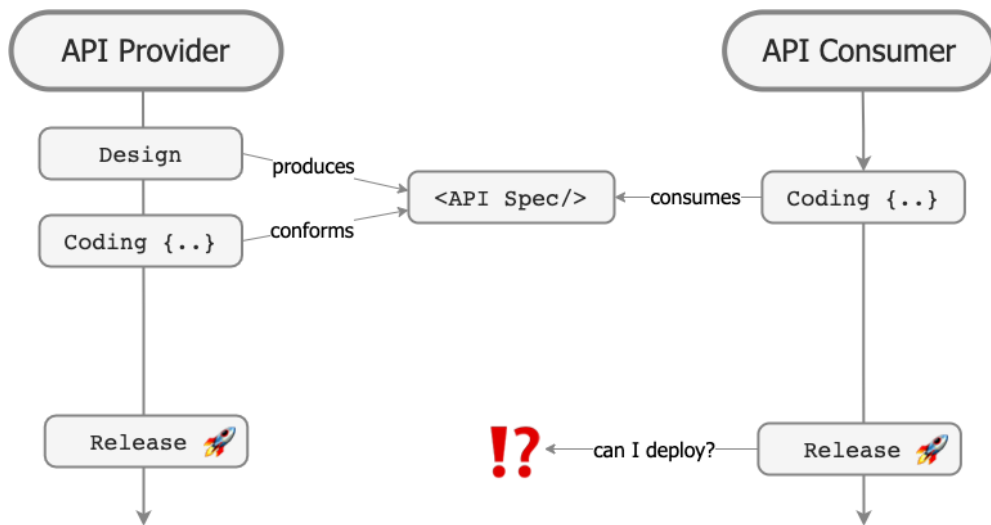 API Provider
API Consumer
Design
produces
<API Spec/>
consumes
Coding {..}
Coding {..}
conforms
Release 🚀
⁉ can I deploy?
Release 🚀